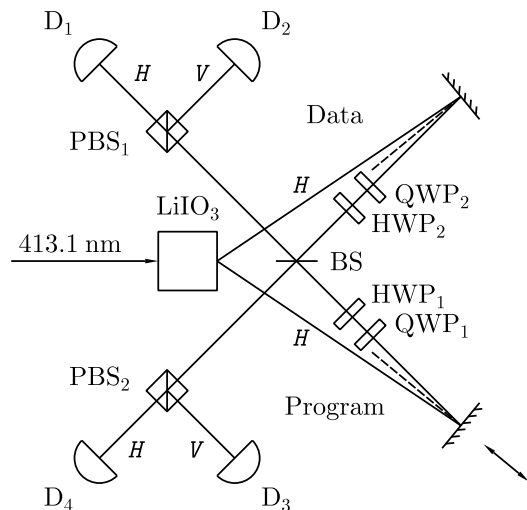 D₁
D₂
H
V
PBS₁
Data
H
QWP₂
HWP₂
LiIO₃
413.1 nm
BS
HWP₁
QWP₁
H
PBS₂
Program
H
V
D₄
D₃